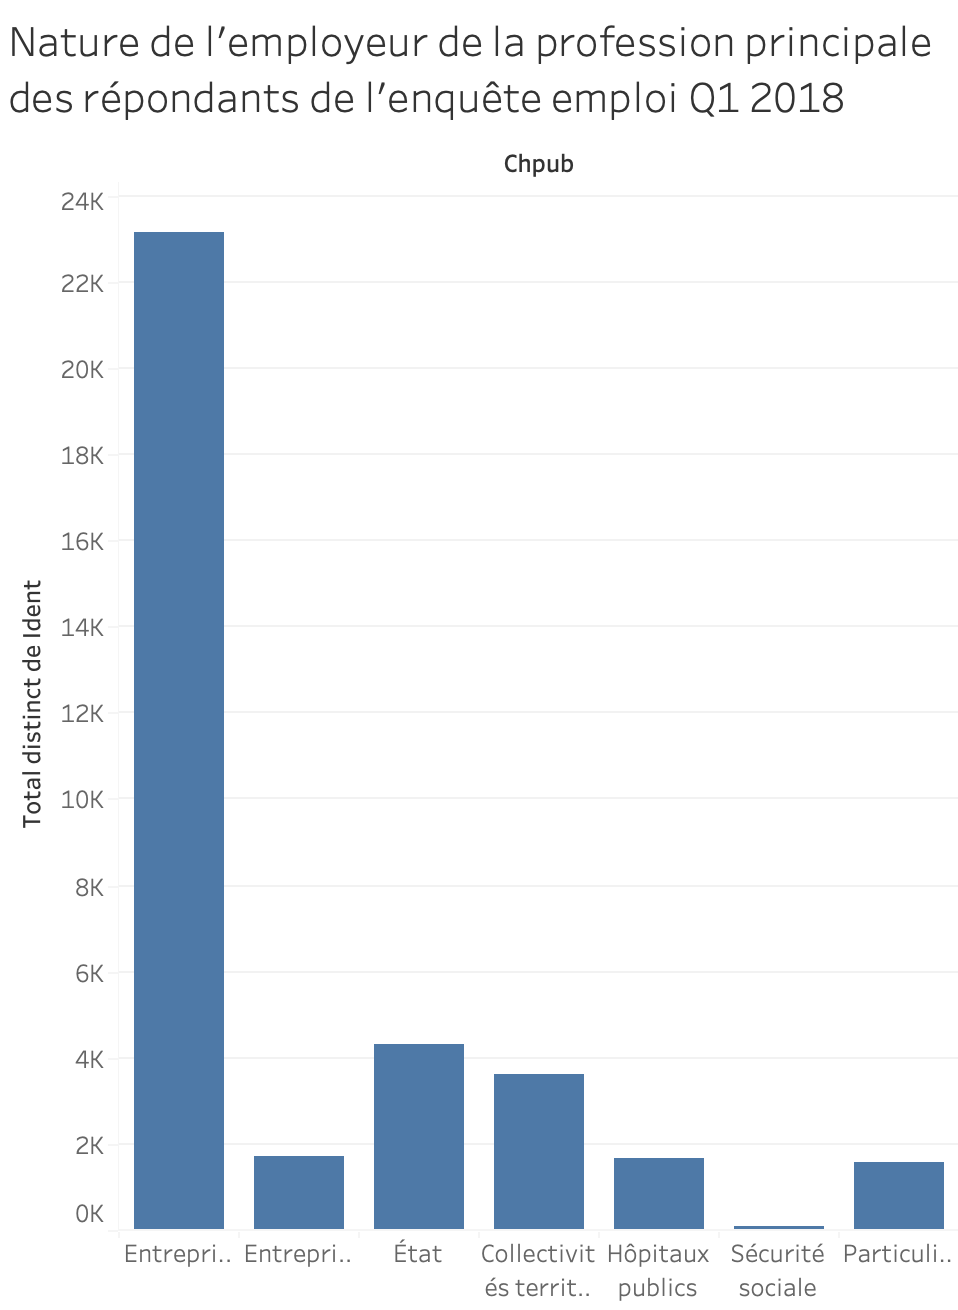 Nature de l'employeur de la profession principale
des répondants de l'enquête emploi Q1 2018
Chpub
24K
22K
20K
18K
16K
14K
12K
10K
8K
6K
4K
2K
0K
Total distinct de Ident
Entrepri..
Entrepri..
État
Collectivit
és territ..
Hôpitaux
publics
Sécurité
sociale
Particuli..